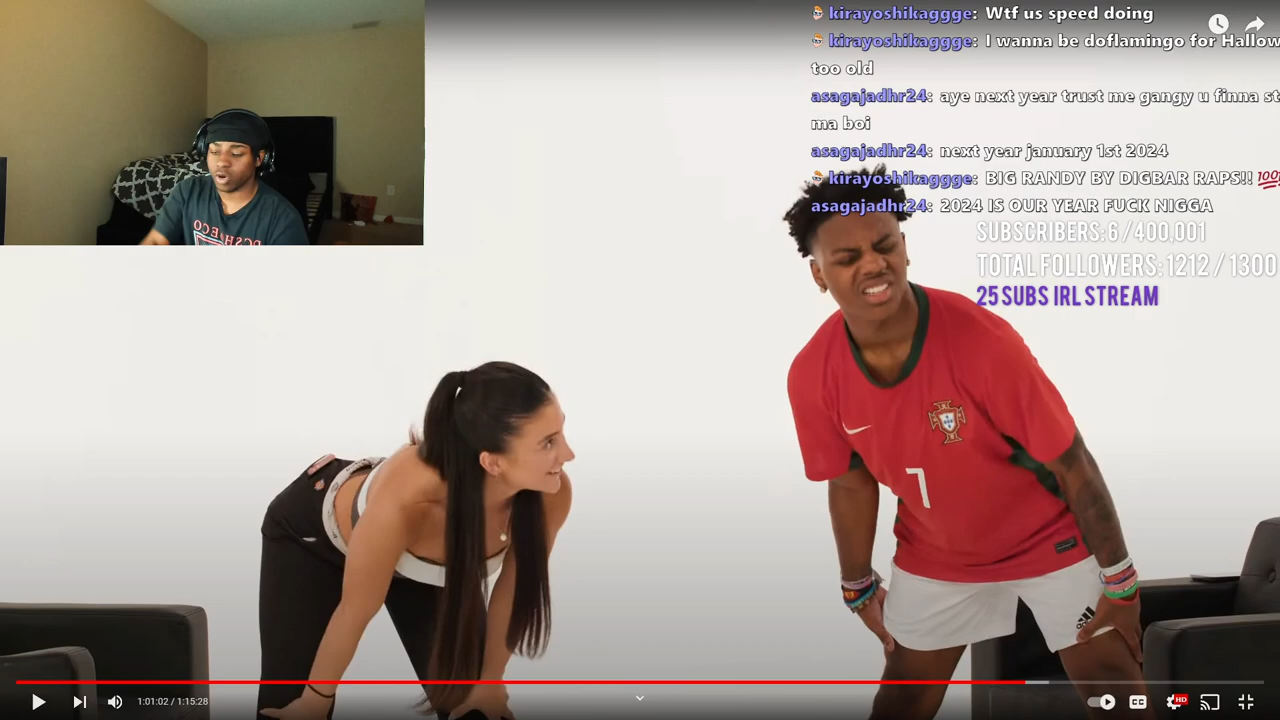 kirayoshikaggge: Wtf us speed doing
kirayoshikaggge: I wanna be doflamingo for Hallow
too old
asagajadhr24: aye next year trust me gangy u finna st
ma boi
asagajadhr24: next year january 1st 2024
kirayoshikaggge: BIG RANDY BY DIGBAR RAPS!! 💯
asagajadhr24: 2024 IS OUR YEAR FUCK NIGGA
SUBSCRIBERS: 6 / 400,001
TOTAL FOLLOWERS: 1212 / 1300
25 SUBS IRL STREAM
7
1:01:02 / 1:15:28
CC
HD